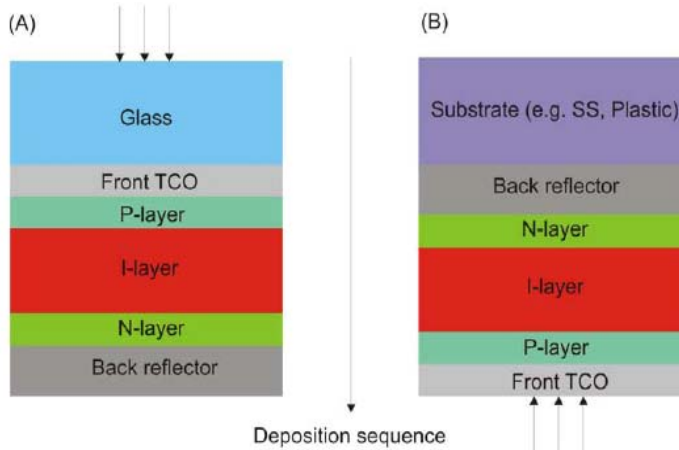 (A)
Glass
Front TCO
P-layer
I-layer
N-layer
Back reflector
Deposition sequence
(B)
Substrate (e.g. SS, Plastic)
Back reflector
N-layer
I-layer
P-layer
Front TCO